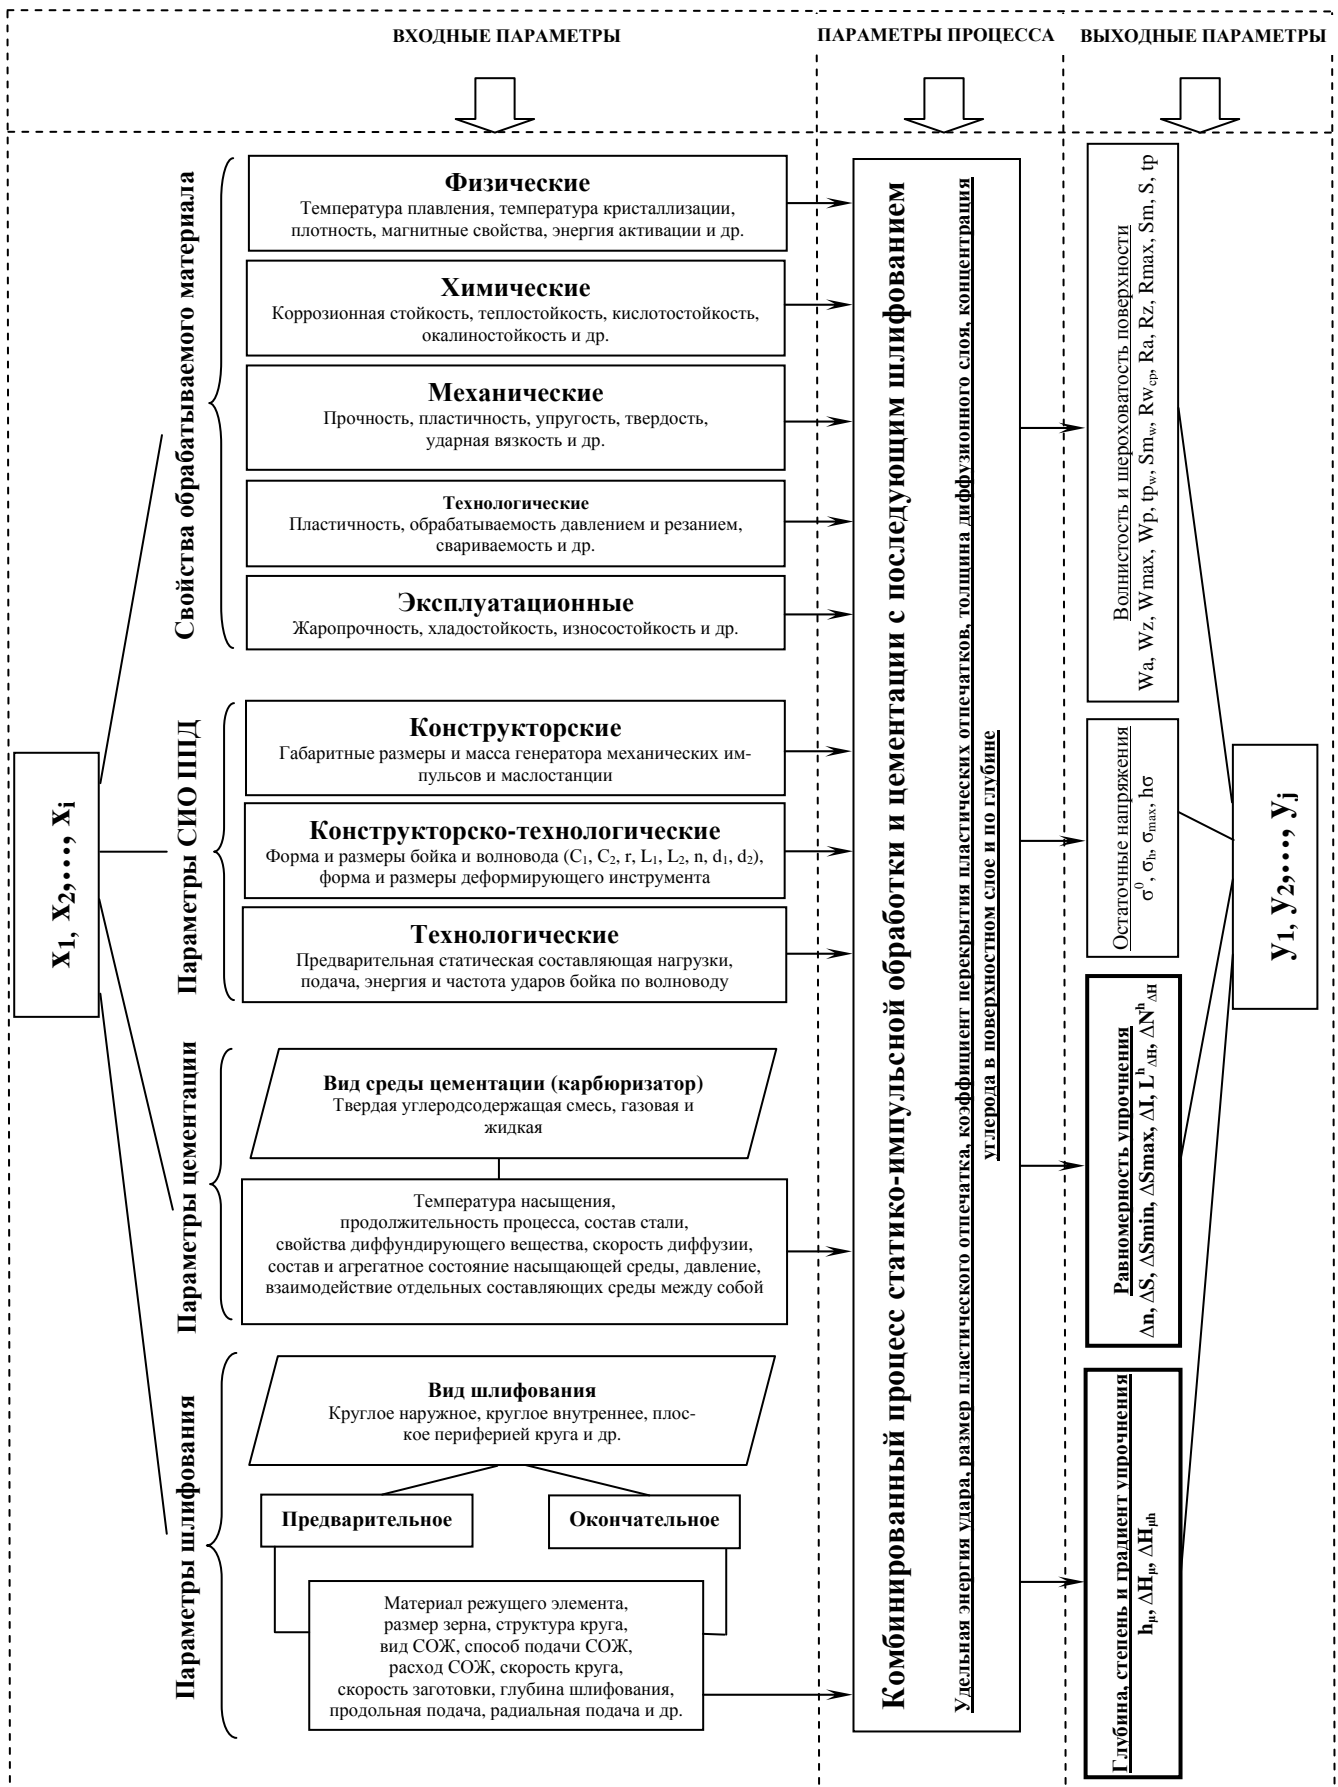 ВХОДНЫЕ ПАРАМЕТРЫ
ПАРАМЕТРЫ ПРОЦЕССА
ВЫХОДНЫЕ ПАРАМЕТРЫ
x₁, x₂,…, xᵢ
Свойства обрабатываемого материала
Физические
Температура плавления, температура кристаллизации,
плотность, магнитные свойства, энергия активации и др.
Химические
Коррозионная стойкость, теплостойкость, кислотостойкость,
окалиностойкость и др.
Механические
Прочность, пластичность, упругость, твердость,
ударная вязкость и др.
Технологические
Пластичность, обрабатываемость давлением и резанием,
свариваемость и др.
Эксплуатационные
Жаропрочность, хладостойкость, износостойкость и др.
Параметры СИО ППД
Конструкторские
Габаритные размеры и масса генератора механических им-
пульсов и маслостанции
Конструкторско-технологические
Форма и размеры бойка и волновода (C₁, C₂, r, L₁, L₂, n, d₁, d₂),
форма и размеры деформирующего инструмента
Технологические
Предварительная статическая составляющая нагрузки,
подача, энергия и частота ударов бойка по волноводу
Параметры цементации
Вид среды цементации (карбюризатор)
Твердая углеродсодержащая смесь, газовая и
жидкая
Температура насыщения,
продолжительность процесса, состав стали,
свойства диффундирующего вещества, скорость диффузии,
состав и агрегатное состояние насыщающей среды, давление,
взаимодействие отдельных составляющих среды между собой
Параметры шлифования
Вид шлифования
Круглое наружное, круглое внутреннее, плос-
кое периферией круга и др.
Предварительное
Окончательное
Материал режущего элемента,
размер зерна, структура круга,
вид СОЖ, способ подачи СОЖ,
расход СОЖ, скорость круга,
скорость заготовки, глубина шлифования,
продольная подача, радиальная подача и др.
Комбинированный процесс статико-импульсной обработки и цементации с последующим шлифованием
Удельная энергия удара, размер пластического отпечатка, коэффициент перекрытия пластических отпечатков, толщина диффузионного слоя, концентрация
углерода в поверхностном слое и по глубине
Волнистость и шероховатость поверхности
Wa, Wz, Wmax, Wp, tp_w, Sm_w, Rw_ср, Ra, Rz, Rmax, Sm, S, tp
Остаточные напряжения
σ⁰, σₕ, σ_max, hσ
Равномерность упрочнения
Δn, ΔS, ΔSmin, ΔSmax, ΔI, L^h_ΔH, ΔN^h_ΔH
Глубина, степень и градиент упрочнения
h_μ, ΔH_μ, ΔH_μh
y₁, y₂,…, yⱼ